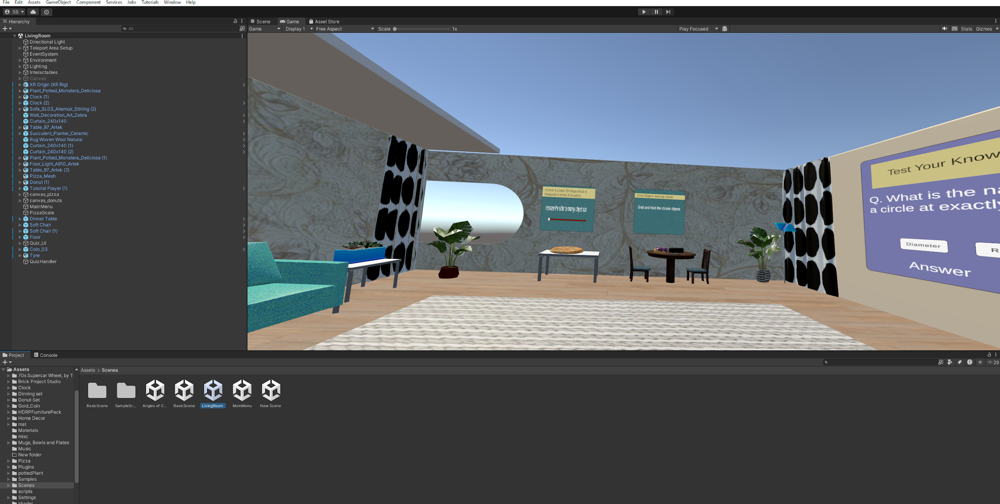 File Edit Assets GameObject Component Services Jobs Tutorials Window Help
SB
Hierarchy
All
LivingRoom
Directional Light
Teleport Area Setup
EventSystem
Environment
Lighting
Interactables
Canvas
XR Origin (XR Rig)
Plant_Potted_Monstera_Deliciosa
Clock (1)
Clock (2)
Sofa_SL03_Allemuir_Stirling (2)
Wall_Decoration_Art_Zebra
Curtain_240x140
Table_97_Artek
Succulent_Planter_Ceramic
Rug Woven Wool Natural
Curtain_240x140 (1)
Curtain_240x140 (2)
Plant_Potted_Monstera_Deliciosa (1)
Floor_Light_A810_Artek
Table_97_Artek (2)
Pizza_Mesh
Donut (1)
Tutorial Player (1)
canvas_pizza
canvas_donuts
MainMenu
PizzaScale
Dinner Table
Soft Chair
Soft Chair (1)
Floor
Quiz_UI
Coin_03
Tyre
QuizHandler
Scene Game Asset Store
Game Display 1 Free Aspect Scale 1x Play Focused Stats Gizmos
A circle is a basic 2D shape which is
measured in terms of its radius
Increase the slider to change object size
Circle Shape in everyday objects
Grab and Hold the circular objects
Test Your Know
Q. What is the na
a circle at exactly
Diameter
R
Answer
Project Console
29
Assets
70s Supercar Wheel, by T
Brick Project Studio
Clock
Dinning set
Donut Set
Gold_Coin
HDRPFurniturePack
Home Decor
mat
Materials
misc
Mugs, Bowls and Plates
Music
New folder
Pizza
Plugins
pottedPlant
Samples
Scenes
scripts
Settings
shader
Assets > Scenes
BasicScene SampleSc... Angles of C... BasicScene LivingRoom MainMenu New Scene